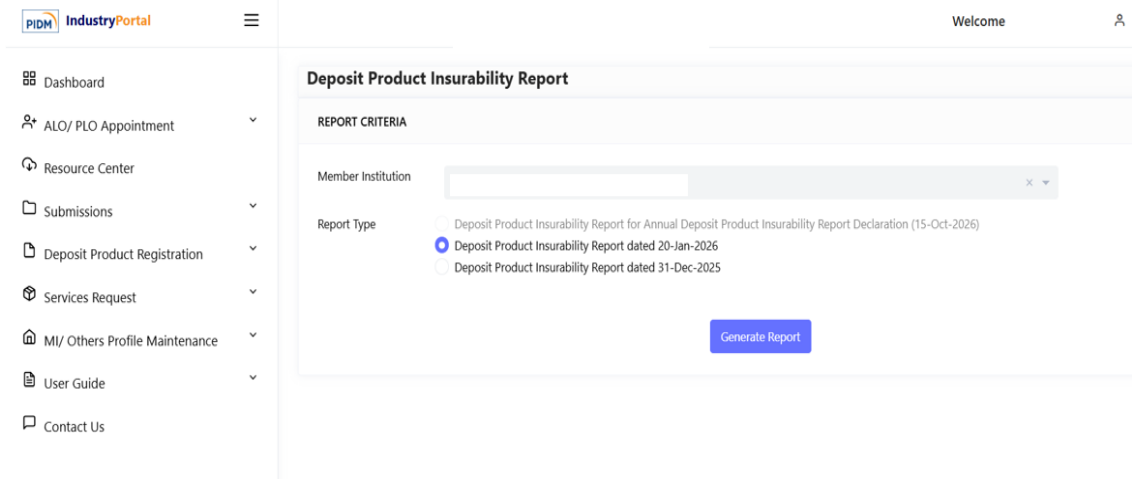 PIDM IndustryPortal
Welcome
Dashboard
ALO/ PLO Appointment
Resource Center
Submissions
Deposit Product Registration
Services Request
MI/ Others Profile Maintenance
User Guide
Contact Us
Deposit Product Insurability Report
REPORT CRITERIA
Member Institution
Report Type
Deposit Product Insurability Report for Annual Deposit Product Insurability Report Declaration (15-Oct-2026)
Deposit Product Insurability Report dated 20-Jan-2026
Deposit Product Insurability Report dated 31-Dec-2025
Generate Report